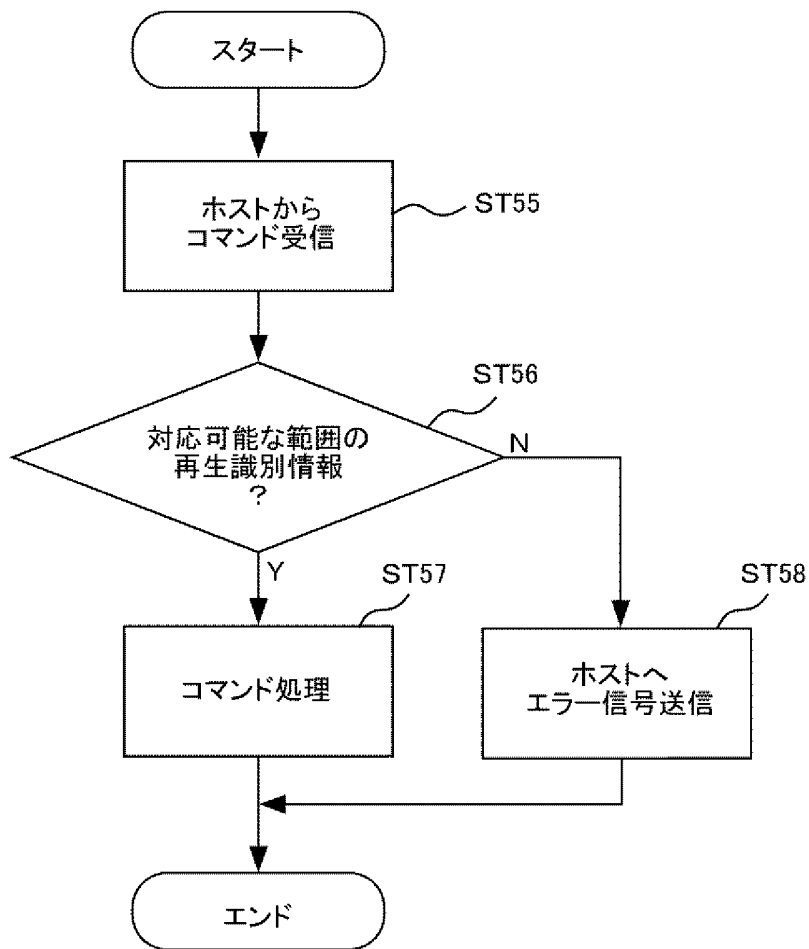 スタート
ホストから
コマンド受信
ST55
ST56
対応可能な範囲の
再生識別情報
?
N
Y
ST57
ST58
コマンド処理
ホストへ
エラー信号送信
エンド